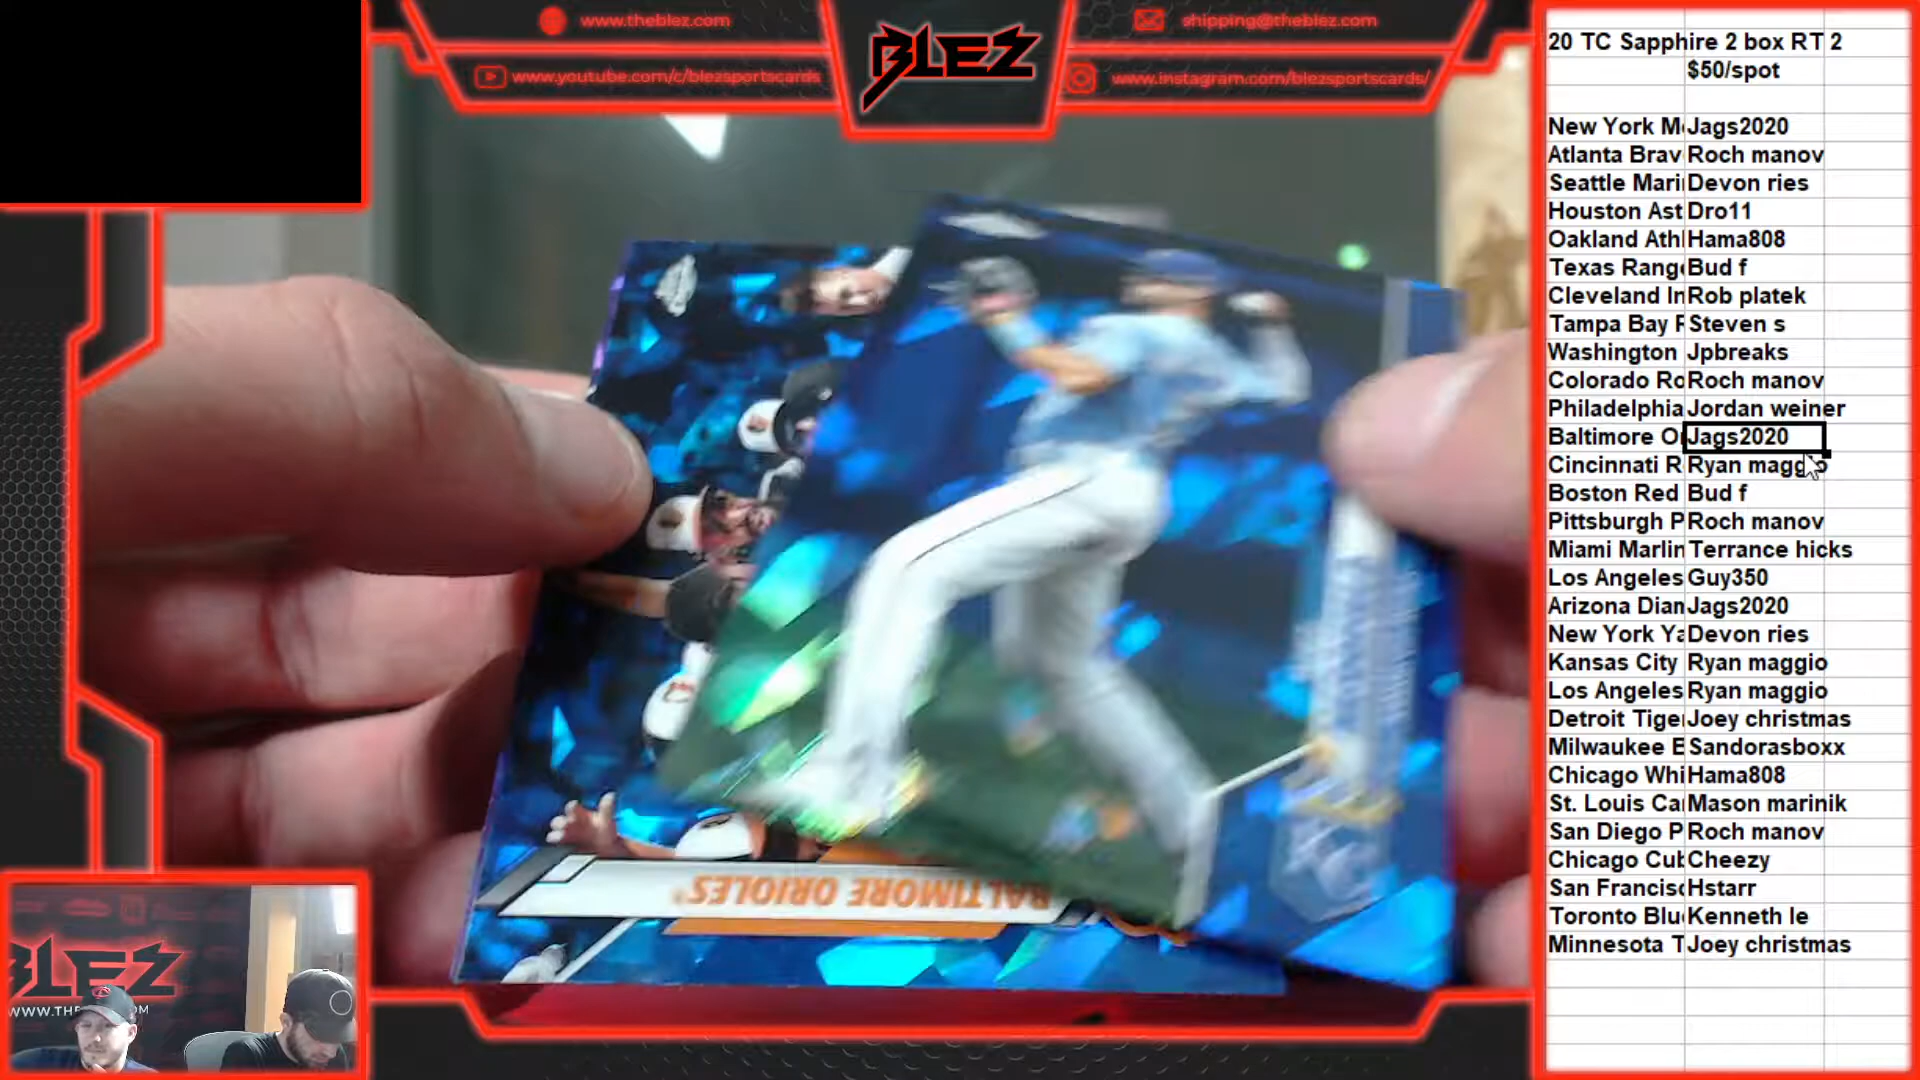 www.theblez.com
shipping@theblez.com
BLEZ
www.youtube.com/c/blezsportscards
www.instagram.com/blezsportscards/
20 TC Sapphire 2 box RT 2
$50/spot
New York M Jags2020
Atlanta Brav Roch manov
Seattle Mari Devon ries
Houston Ast Dro11
Oakland Athl Hama808
Texas Range Bud f
Cleveland In Rob platek
Tampa Bay R Steven s
Washington Jpbreaks
Colorado Ro Roch manov
Philadelphia Jordan weiner
Baltimore O Jags2020
Cincinnati R Ryan maggio
Boston Red Bud f
Pittsburgh P Roch manov
Miami Marlin Terrance hicks
Los Angeles Guy350
Arizona Diam Jags2020
New York Ya Devon ries
Kansas City Ryan maggio
Los Angeles Ryan maggio
Detroit Tige Joey christmas
Milwaukee B Sandorasboxx
Chicago Whi Hama808
St. Louis Ca Mason marinik
San Diego P Roch manov
Chicago Cub Cheezy
San Francisc Hstarr
Toronto Blu Kenneth le
Minnesota T Joey christmas
BALTIMORE ORIOLES
BLEZ